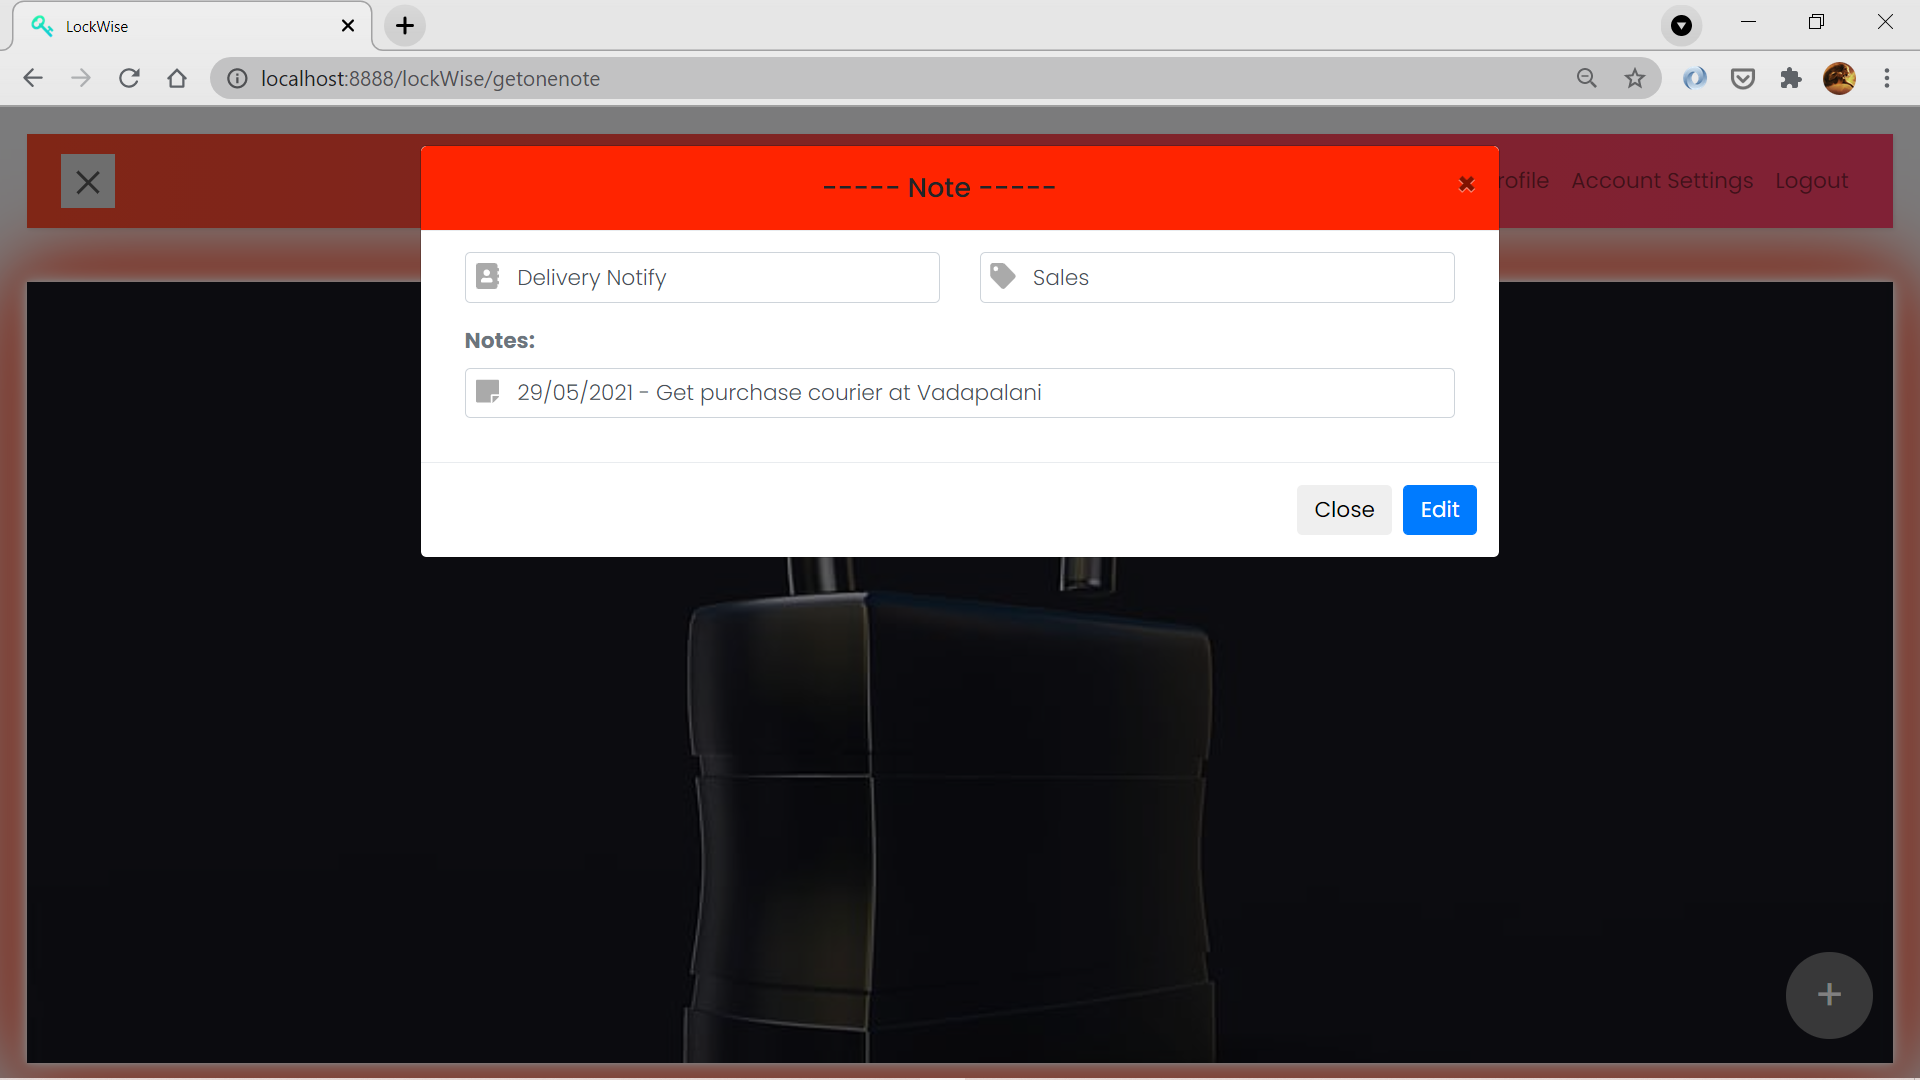 LockWise
localhost:8888/lockWise/getonenote
----- Note -----
rofile Account Settings Logout
Delivery Notify
Sales
Notes:
29/05/2021 - Get purchase courier at Vadapalani
Close Edit